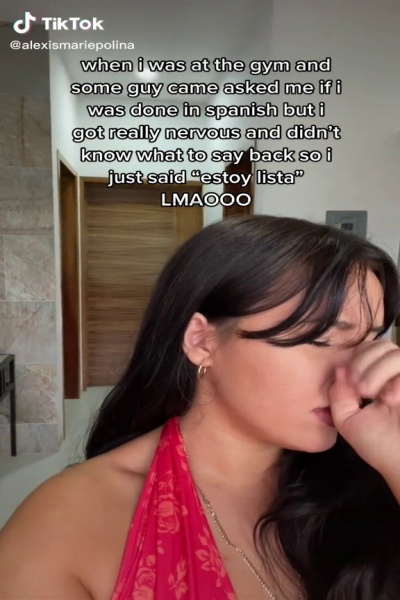 TikTok
@alexismariepolina
when i was at the gym and
some guy came asked me if i
was done in spanish but i
got really nervous and didn't
know what to say back so i
just said “estoy lista”
LMAOOO